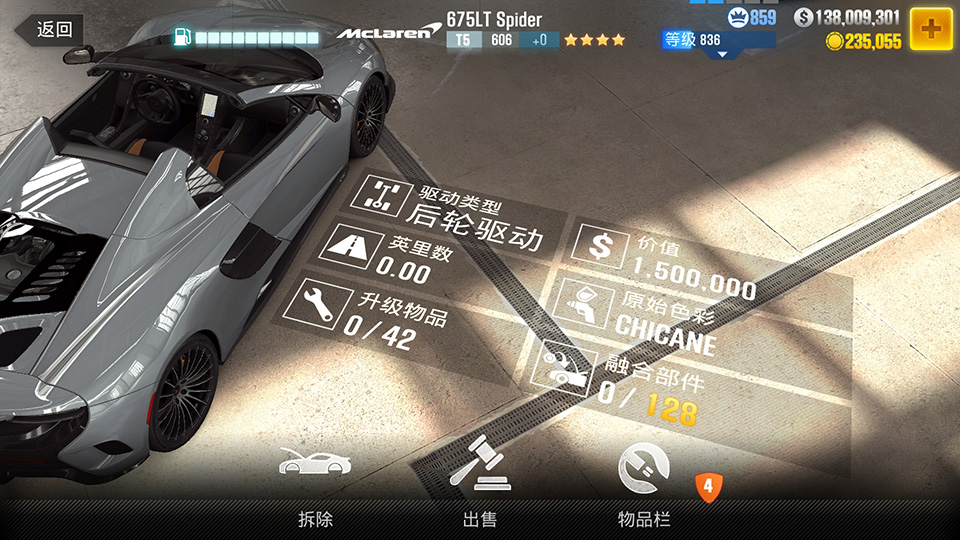 返回
McLaren
675LT Spider
T5 606 +0
859
138,009,301
等级 836
235,055
驱动类型
后轮驱动
英里数
0.00
升级物品
0 / 42
价值
1.500.000
原始色彩
CHICANE
融合部件
0 / 128
拆除
出售
物品栏
4